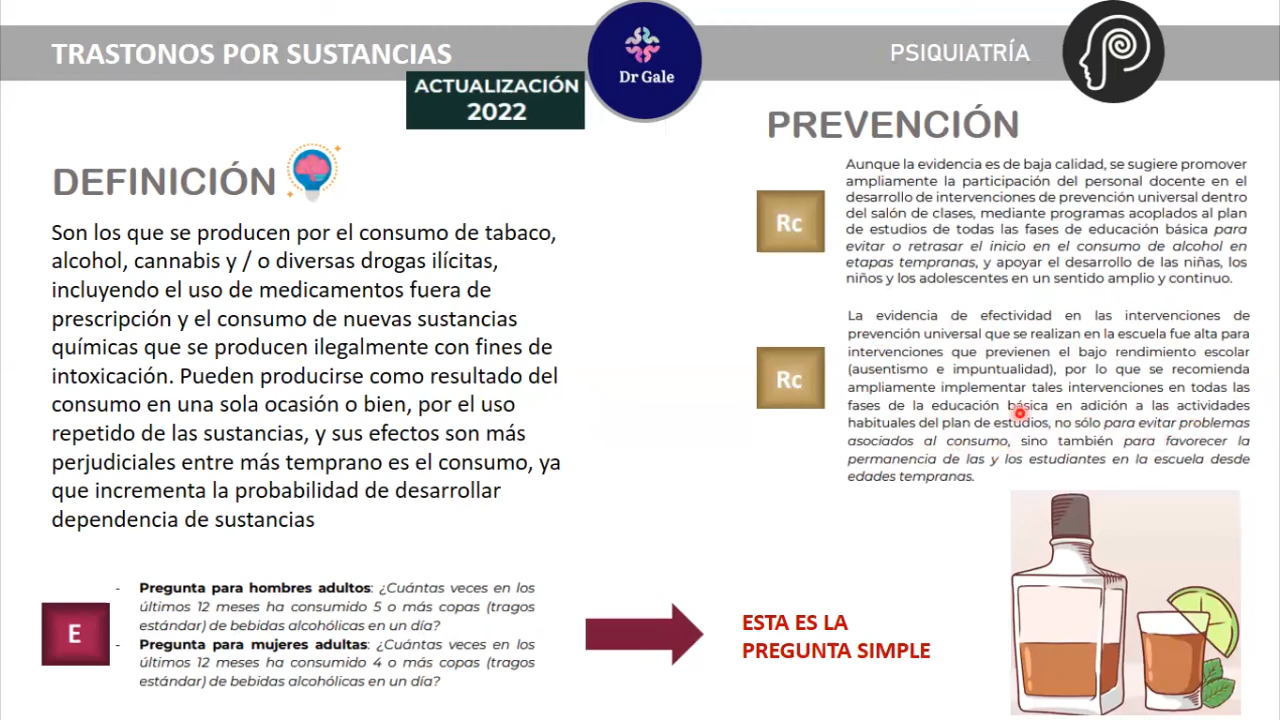 TRASTONOS POR SUSTANCIAS
Dr Gale
PSIQUIATRÍA
ACTUALIZACIÓN
2022
DEFINICIÓN
Son los que se producen por el consumo de tabaco,
alcohol, cannabis y / o diversas drogas ilícitas,
incluyendo el uso de medicamentos fuera de
prescripción y el consumo de nuevas sustancias
químicas que se producen ilegalmente con fines de
intoxicación. Pueden producirse como resultado del
consumo en una sola ocasión o bien, por el uso
repetido de las sustancias, y sus efectos son más
perjudiciales entre más temprano es el consumo, ya
que incrementa la probabilidad de desarrollar
dependencia de sustancias
E
- Pregunta para hombres adultos: ¿Cuántas veces en los
últimos 12 meses ha consumido 5 o más copas (tragos
estándar) de bebidas alcohólicas en un día?
- Pregunta para mujeres adultas: ¿Cuántas veces en los
últimos 12 meses ha consumido 4 o más copas (tragos
estándar) de bebidas alcohólicas en un día?
PREVENCIÓN
Rc
Aunque la evidencia es de baja calidad, se sugiere promover
ampliamente la participación del personal docente en el
desarrollo de intervenciones de prevención universal dentro
del salón de clases, mediante programas acoplados al plan
de estudios de todas las fases de educación básica para
evitar o retrasar el inicio en el consumo de alcohol en
etapas tempranas, y apoyar el desarrollo de las niñas, los
niños y los adolescentes en un sentido amplio y continuo.
Rc
La evidencia de efectividad en las intervenciones de
prevención universal que se realizan en la escuela fue alta para
intervenciones que previenen el bajo rendimiento escolar
(ausentismo e impuntualidad), por lo que se recomienda
ampliamente implementar tales intervenciones en todas las
fases de la educación básica en adición a las actividades
habituales del plan de estudios, no sólo para evitar problemas
asociados al consumo, sino también para favorecer la
permanencia de las y los estudiantes en la escuela desde
edades tempranas.
ESTA ES LA
PREGUNTA SIMPLE